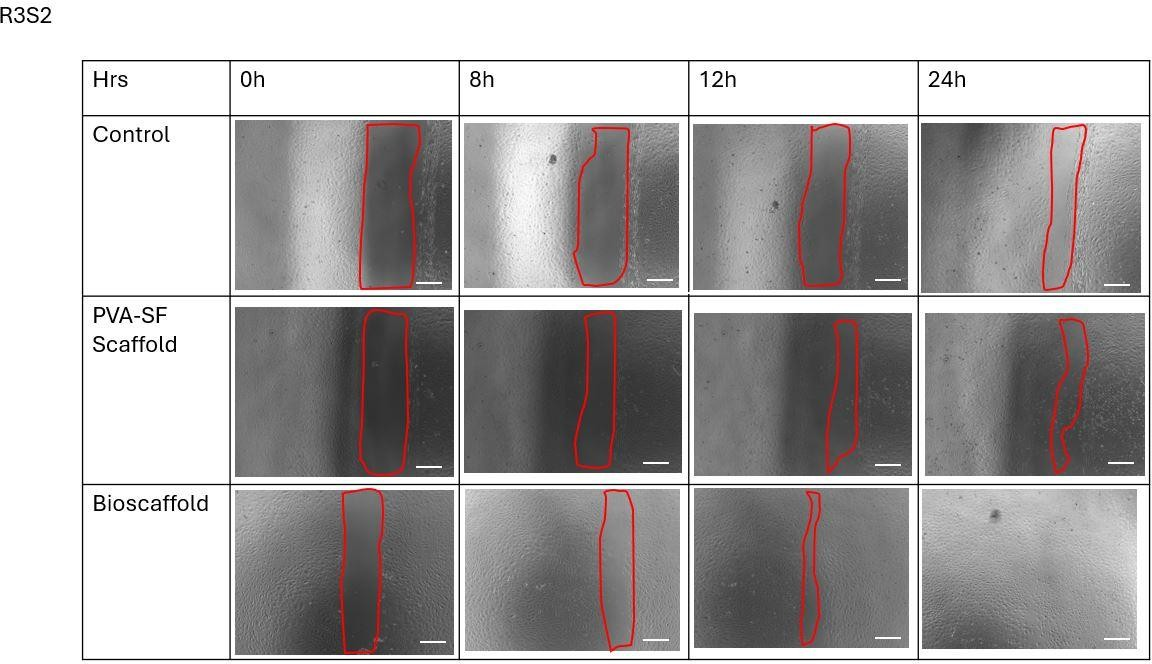 R3S2
Hrs
0h
8h
12h
24h
Control
PVA-SF
Scaffold
Bioscaffold